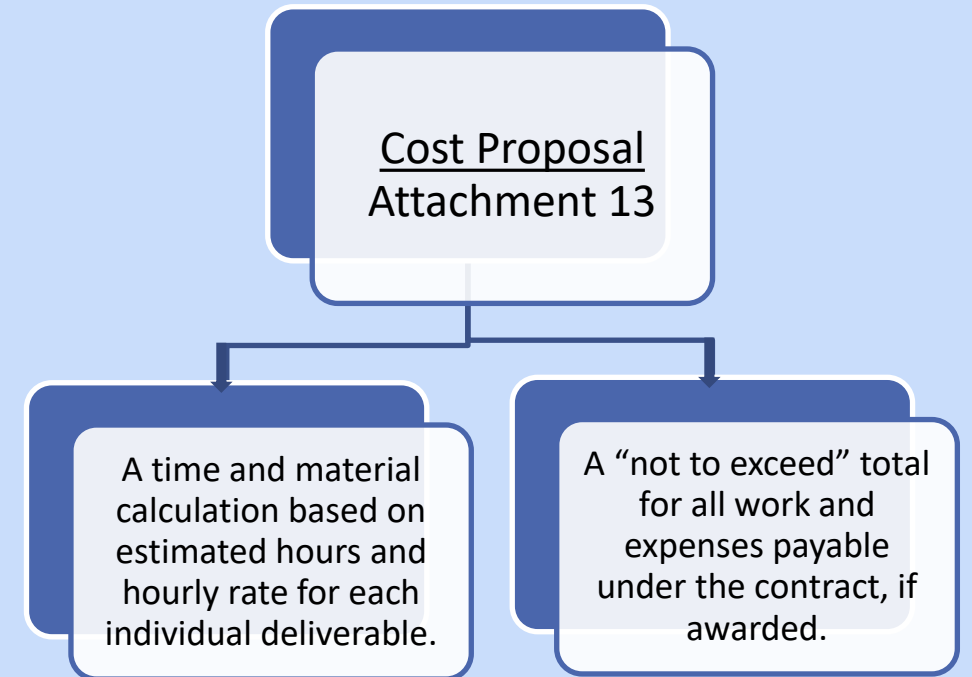 Cost Proposal
Attachment 13
A time and material
calculation based on
estimated hours and
hourly rate for each
individual deliverable.
A “not to exceed” total
for all work and
expenses payable
under the contract, if
awarded.